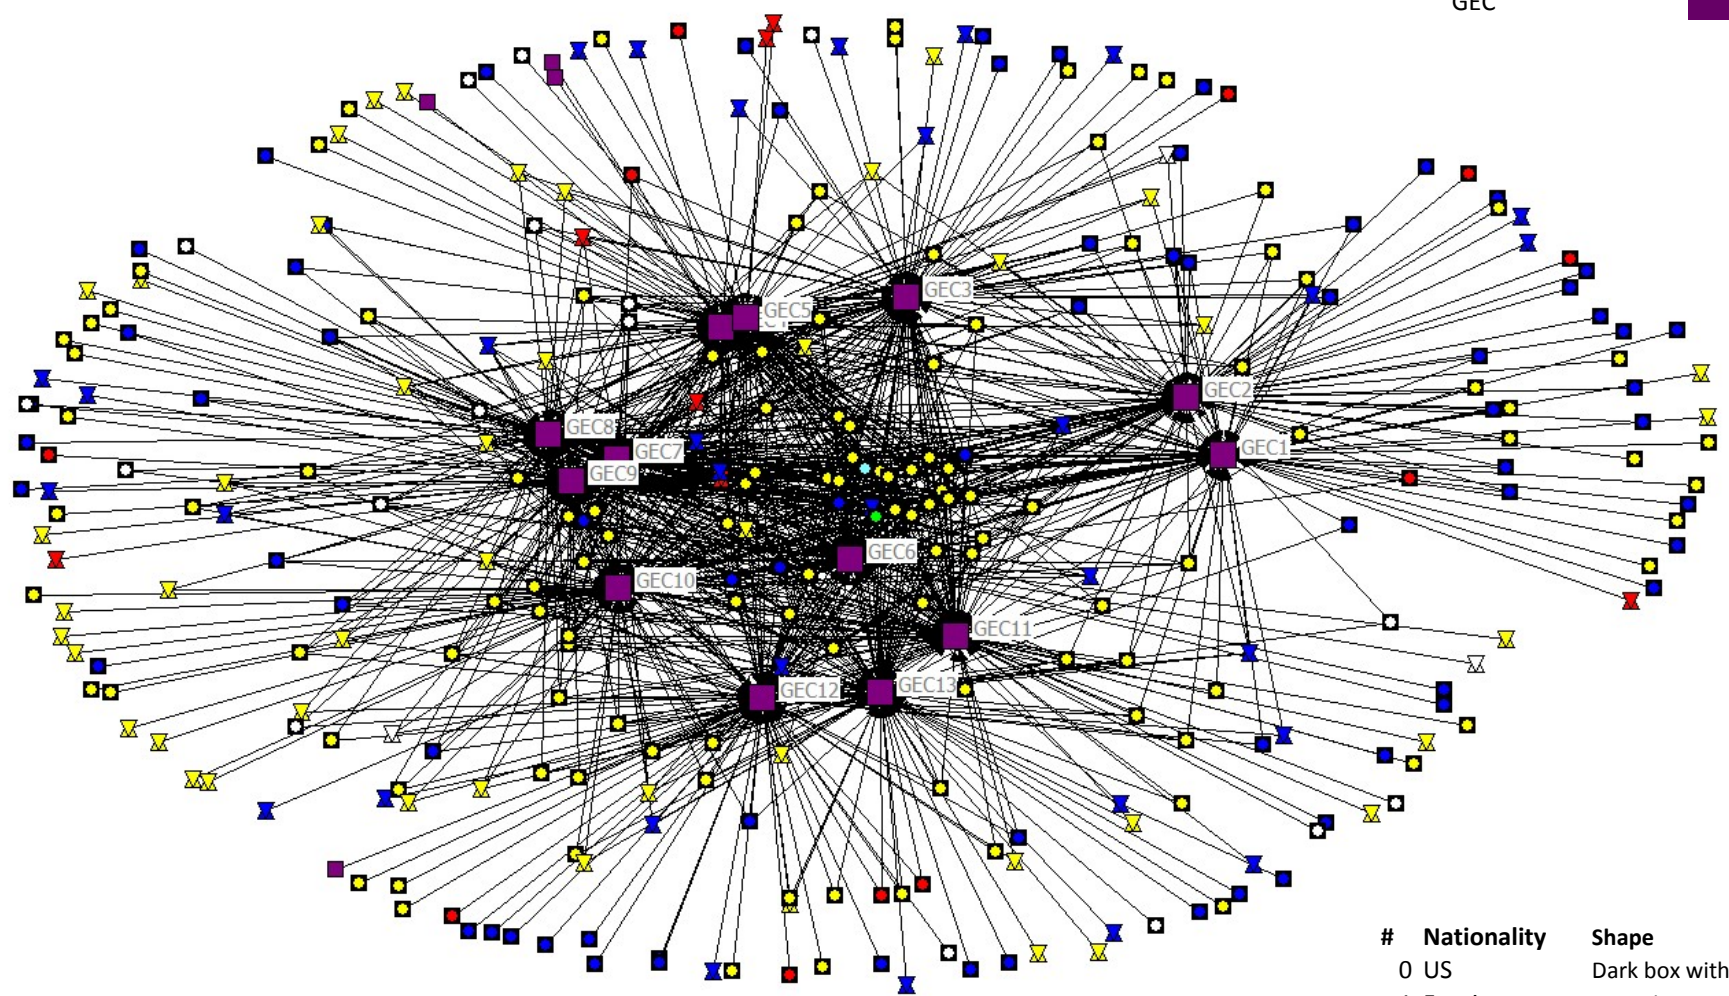 GEC
GEC3
GEC5
GEC2
GEC8
GEC1
GEC7
GEC9
GEC6
GEC10
GEC11
GEC13
GEC12
# Nationality Shape
0 US Dark box with